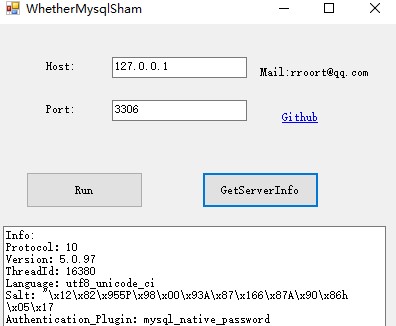 WhetherMysqlSham
Host: 127.0.0.1 Mail:rroort@qq.com
Port: 3306 Github
Run GetServerInfo
Info:
Protocol: 10
Version: 5.0.97
ThreadId: 16380
Language: utf8_unicode_ci
Salt: "\x12\x82\x955P\x98\x00\x93A\x87\x166\x87A\x90\x86h
\x05\x17
Authentication_Plugin: mysql_native_password